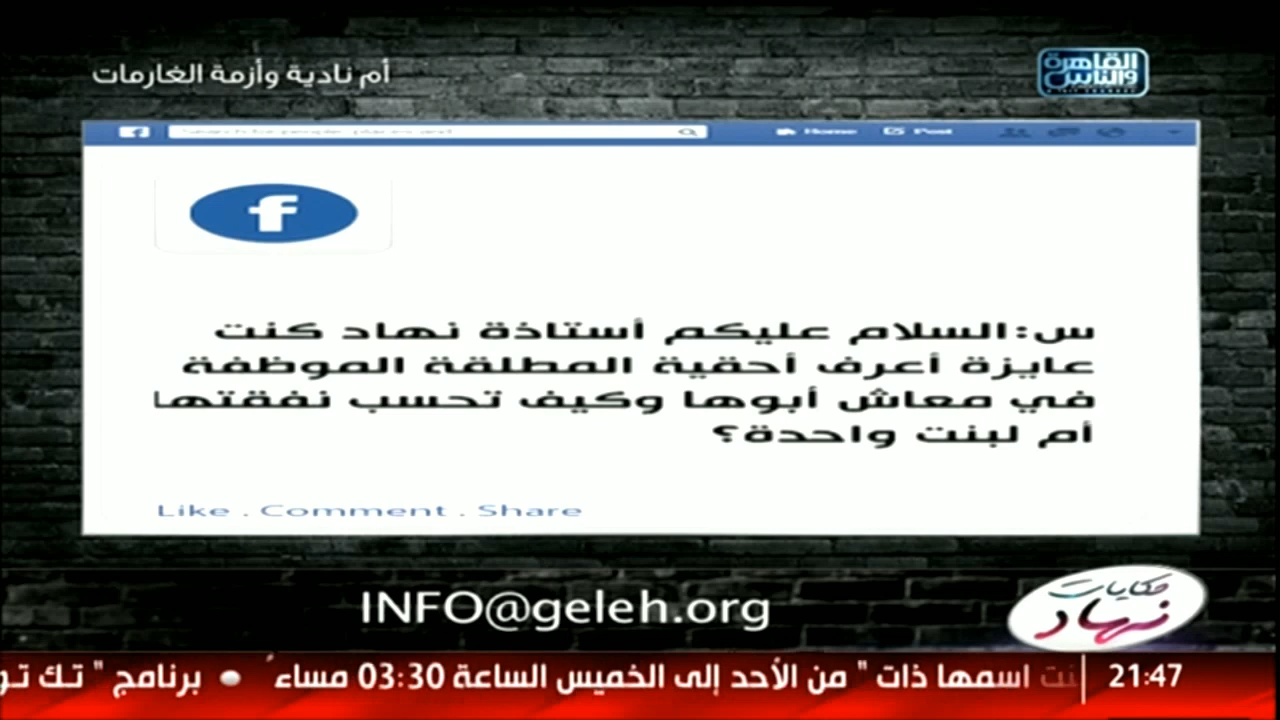 أم نادية وأزمة الغارمات
القاهرة
والناس
Home
Post
f
س:السلام عليكم أستاذة نهاد كنت
عايزة أعرف أحقية المطلقة الموظفة
في معاش أبوها وكيف تحسب نفقتها
أم لبنت واحدة؟
Like . Comment . Share
INFO@geleh.org
حكايات
نهاد
نت اسمها ذات " من الأحد إلى الخميس الساعة 03:30 مساءً ● برنامج " تك تو
21:47